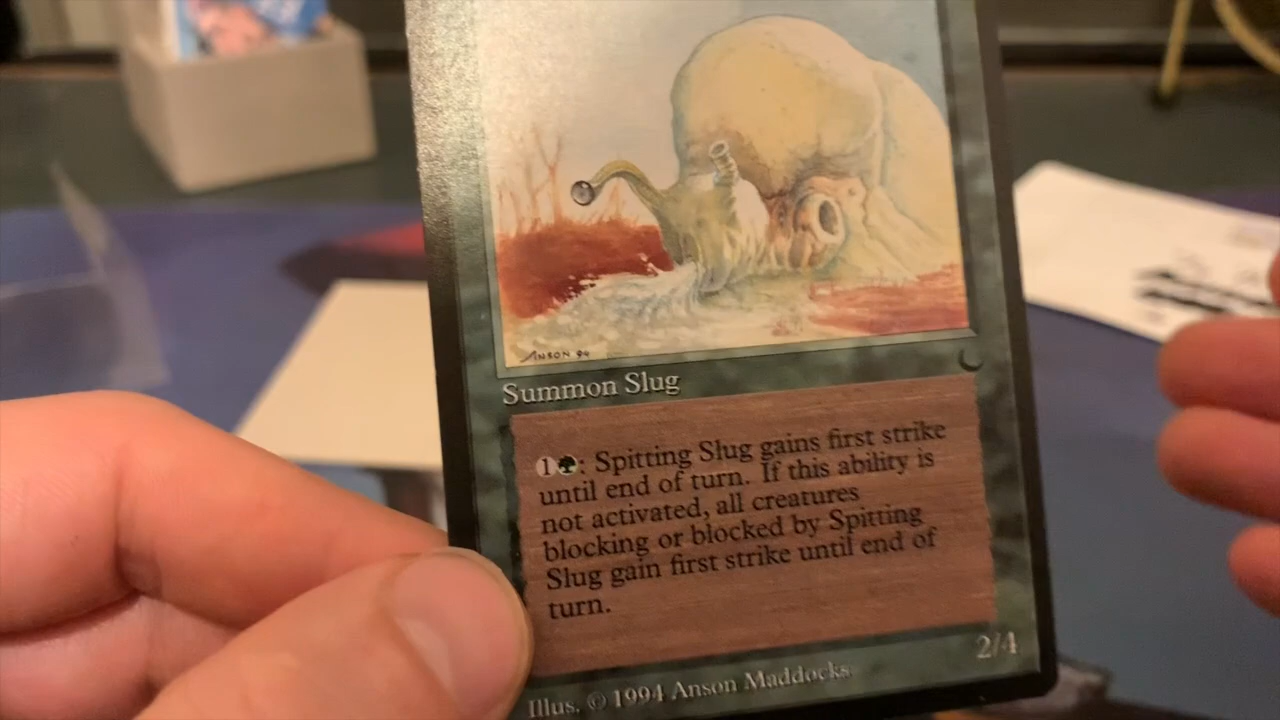 ANSON 94
Summon Slug
1 : Spitting Slug gains first strike
until end of turn. If this ability is
not activated, all creatures
blocking or blocked by Spitting
Slug gain first strike until end of
turn.
2/4
Illus. © 1994 Anson Maddocks